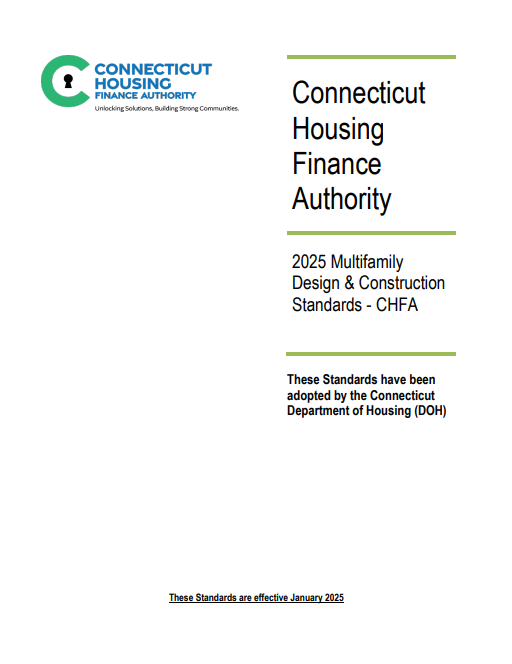 CONNECTICUT
HOUSING
FINANCE AUTHORITY
Unlocking Solutions, Building Strong Communities.
Connecticut
Housing
Finance
Authority
2025 Multifamily
Design & Construction
Standards - CHFA
These Standards have been
adopted by the Connecticut
Department of Housing (DOH)
These Standards are effective January 2025